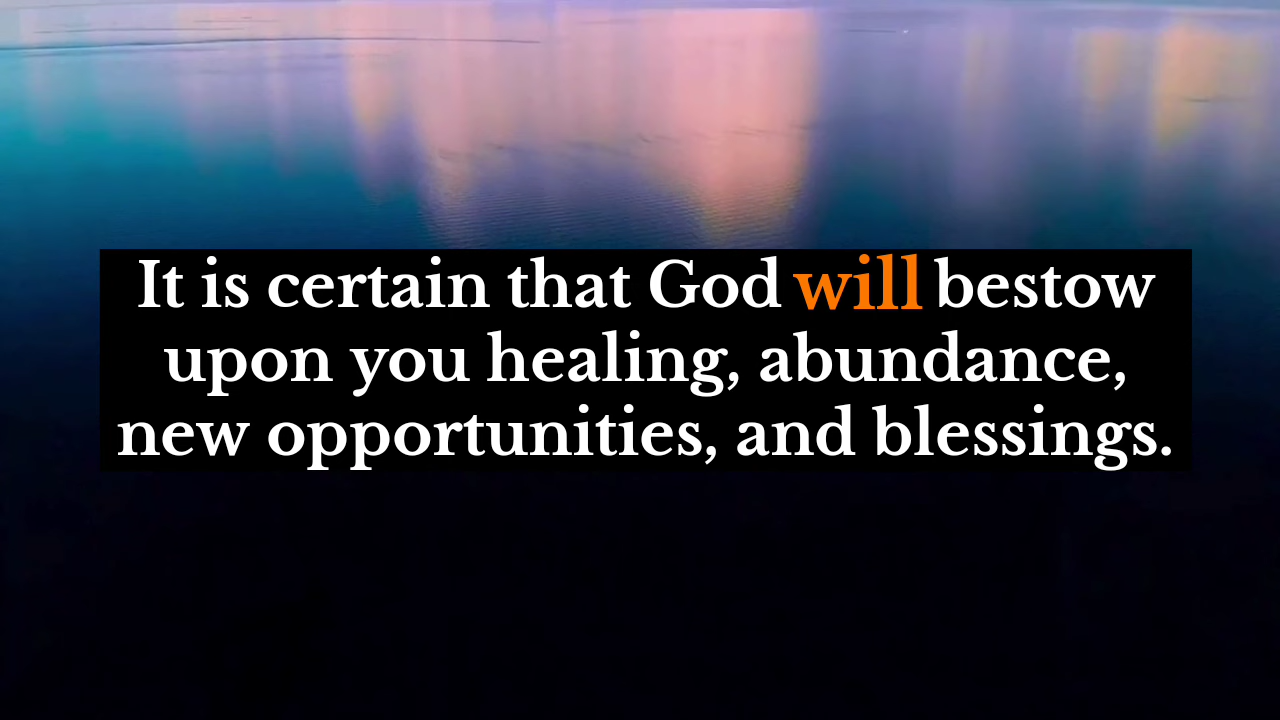 It is certain that God will bestow
upon you healing, abundance,
new opportunities, and blessings.